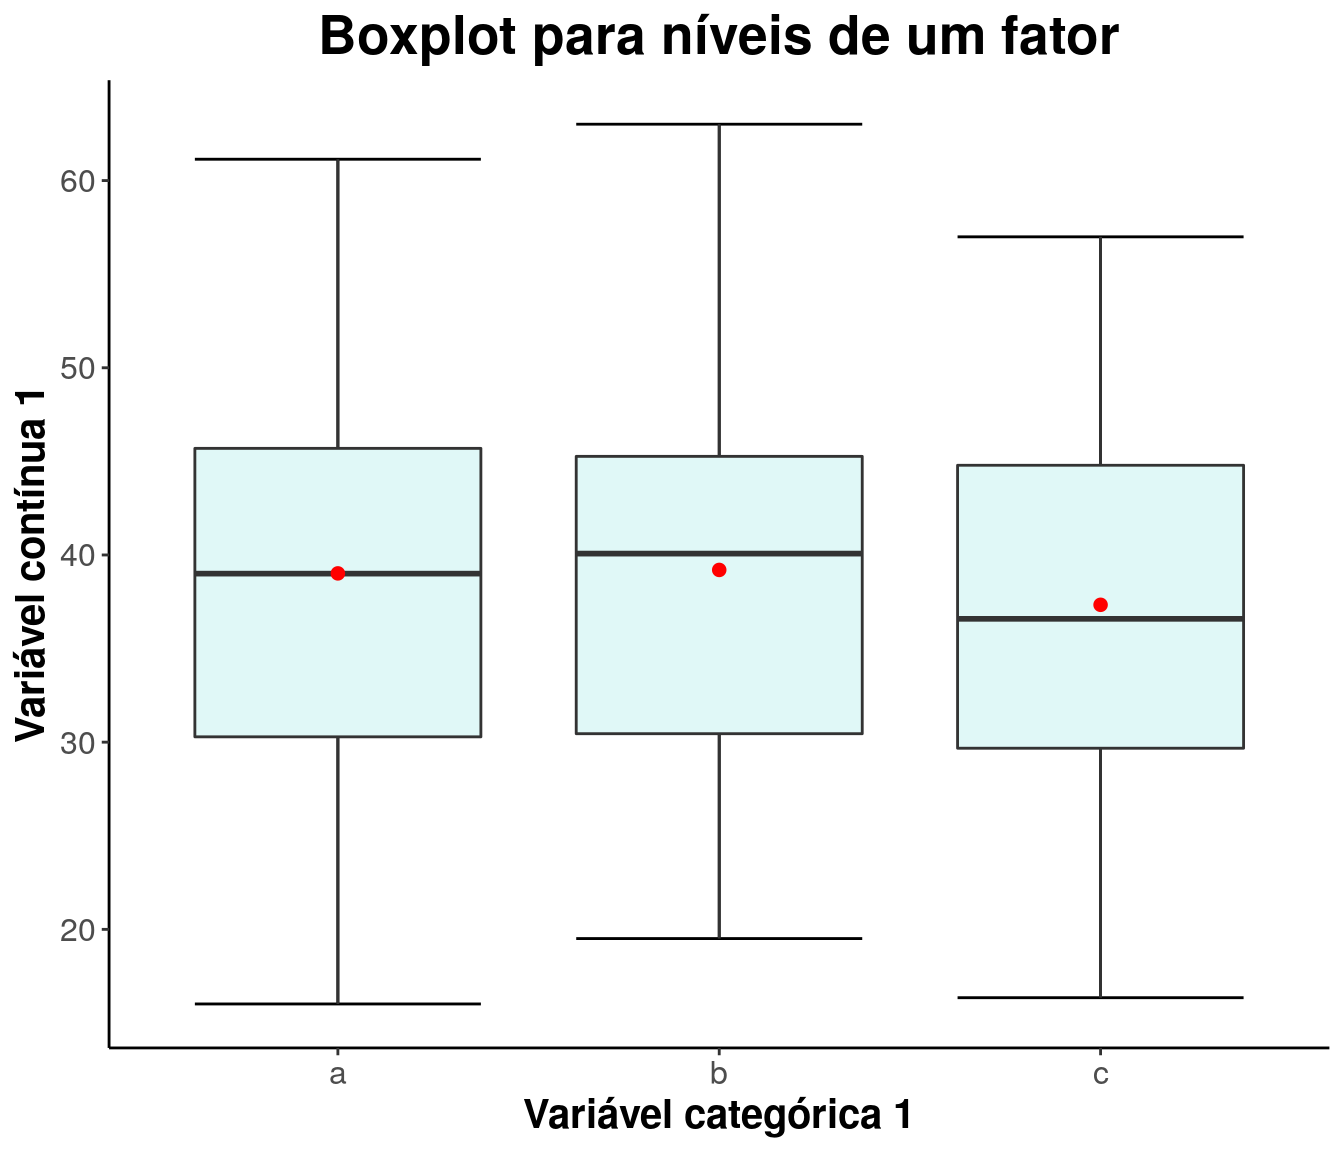 Boxplot para níveis de um fator
Variável contínua 1
60
50
40
30
20
a b c
Variável categórica 1